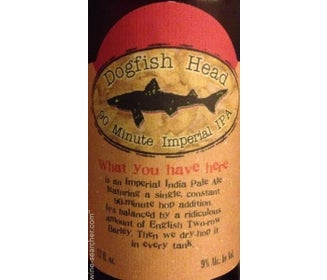 Dogfish Head
90 Minute Imperial IPA
What you have here
is an Imperial India Pale Ale
featuring a single, constant
90-minute hop addition.
It's balanced by a ridiculous
amount of English Two-row
Barley. Then we dry-hop it
in every tank.
fl. oz.
9% Alc. by Vol.
wine-searcher.com